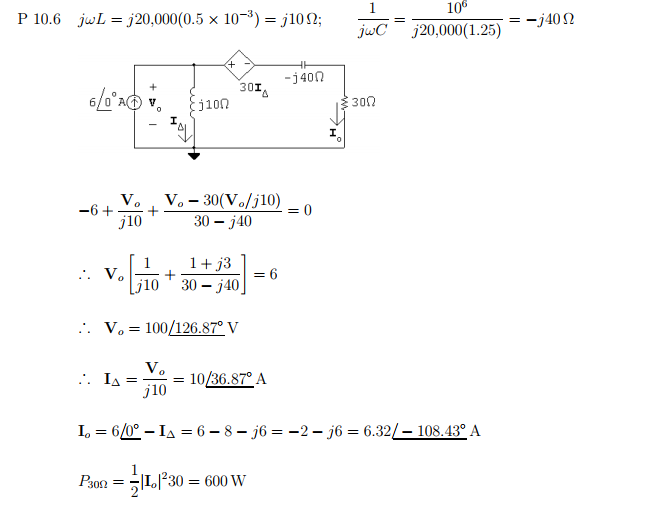 P 10.6 jωL = j20,000(0.5 × 10⁻³) = j10 Ω; 1/jωC = 10⁶/j20,000(1.25) = −j40 Ω
+ −
30I_Δ
−j40Ω
6/0° A
+
V_o
−
j10Ω
I_Δ
30Ω
I_o
−6 + V_o/j10 + (V_o − 30(V_o/j10))/(30 − j40) = 0
∴ V_o [1/j10 + (1 + j3)/(30 − j40)] = 6
∴ V_o = 100/126.87° V
∴ I_Δ = V_o/j10 = 10/36.87° A
I_o = 6/0° − I_Δ = 6 − 8 − j6 = −2 − j6 = 6.32/− 108.43° A
P_30Ω = 1/2|I_o|²30 = 600 W